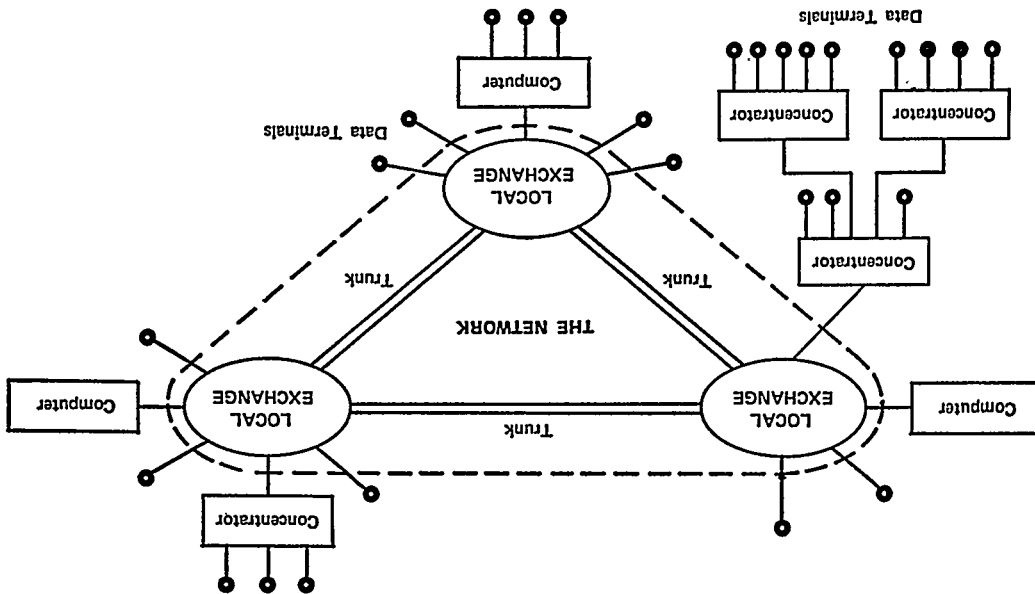 Concentrator
Trunk
Computer
LOCAL
EXCHANGE
LOCAL
EXCHANGE
Computer
THE NETWORK
Trunk
Trunk
Concentrator
LOCAL
EXCHANGE
Data Terminals
Concentrator
Concentrator
Computer
Data Terminals